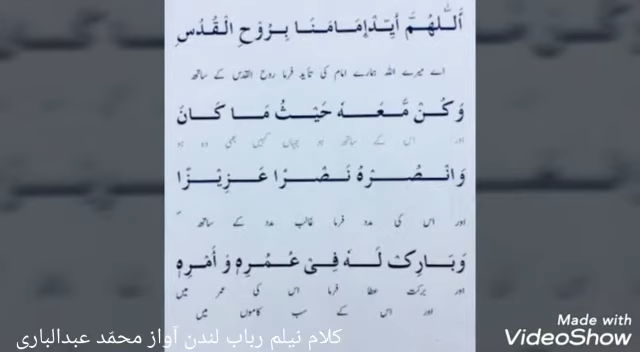 اَللّٰهُمَّ اَيِّدْ اِمَامَنَا بِرُوْحِ الْقُدُسِ
اے میرے اللہ ہمارے امام کی تائید فرما روح القدس کے ساتھ
وَكُنْ مَّعَهٗ حَيْثُ مَا كَانَ
اور اس کے ساتھ ہو جہاں کہیں بھی وہ ہو
وَانْصُرْهُ نَصْرًا عَزِيْزًا
اور اس کی مدد فرما غالب مدد کے ساتھ
وَبَارِكْ لَهٗ فِيْ عُمُرِهٖ وَ اَمْرِهٖ
اور برکت عطا فرما اس کی عمر میں
اور اس کے سب کاموں میں
کلام نیلم رباب لندن آواز محمّد عبدالباری
Made with
VideoShow